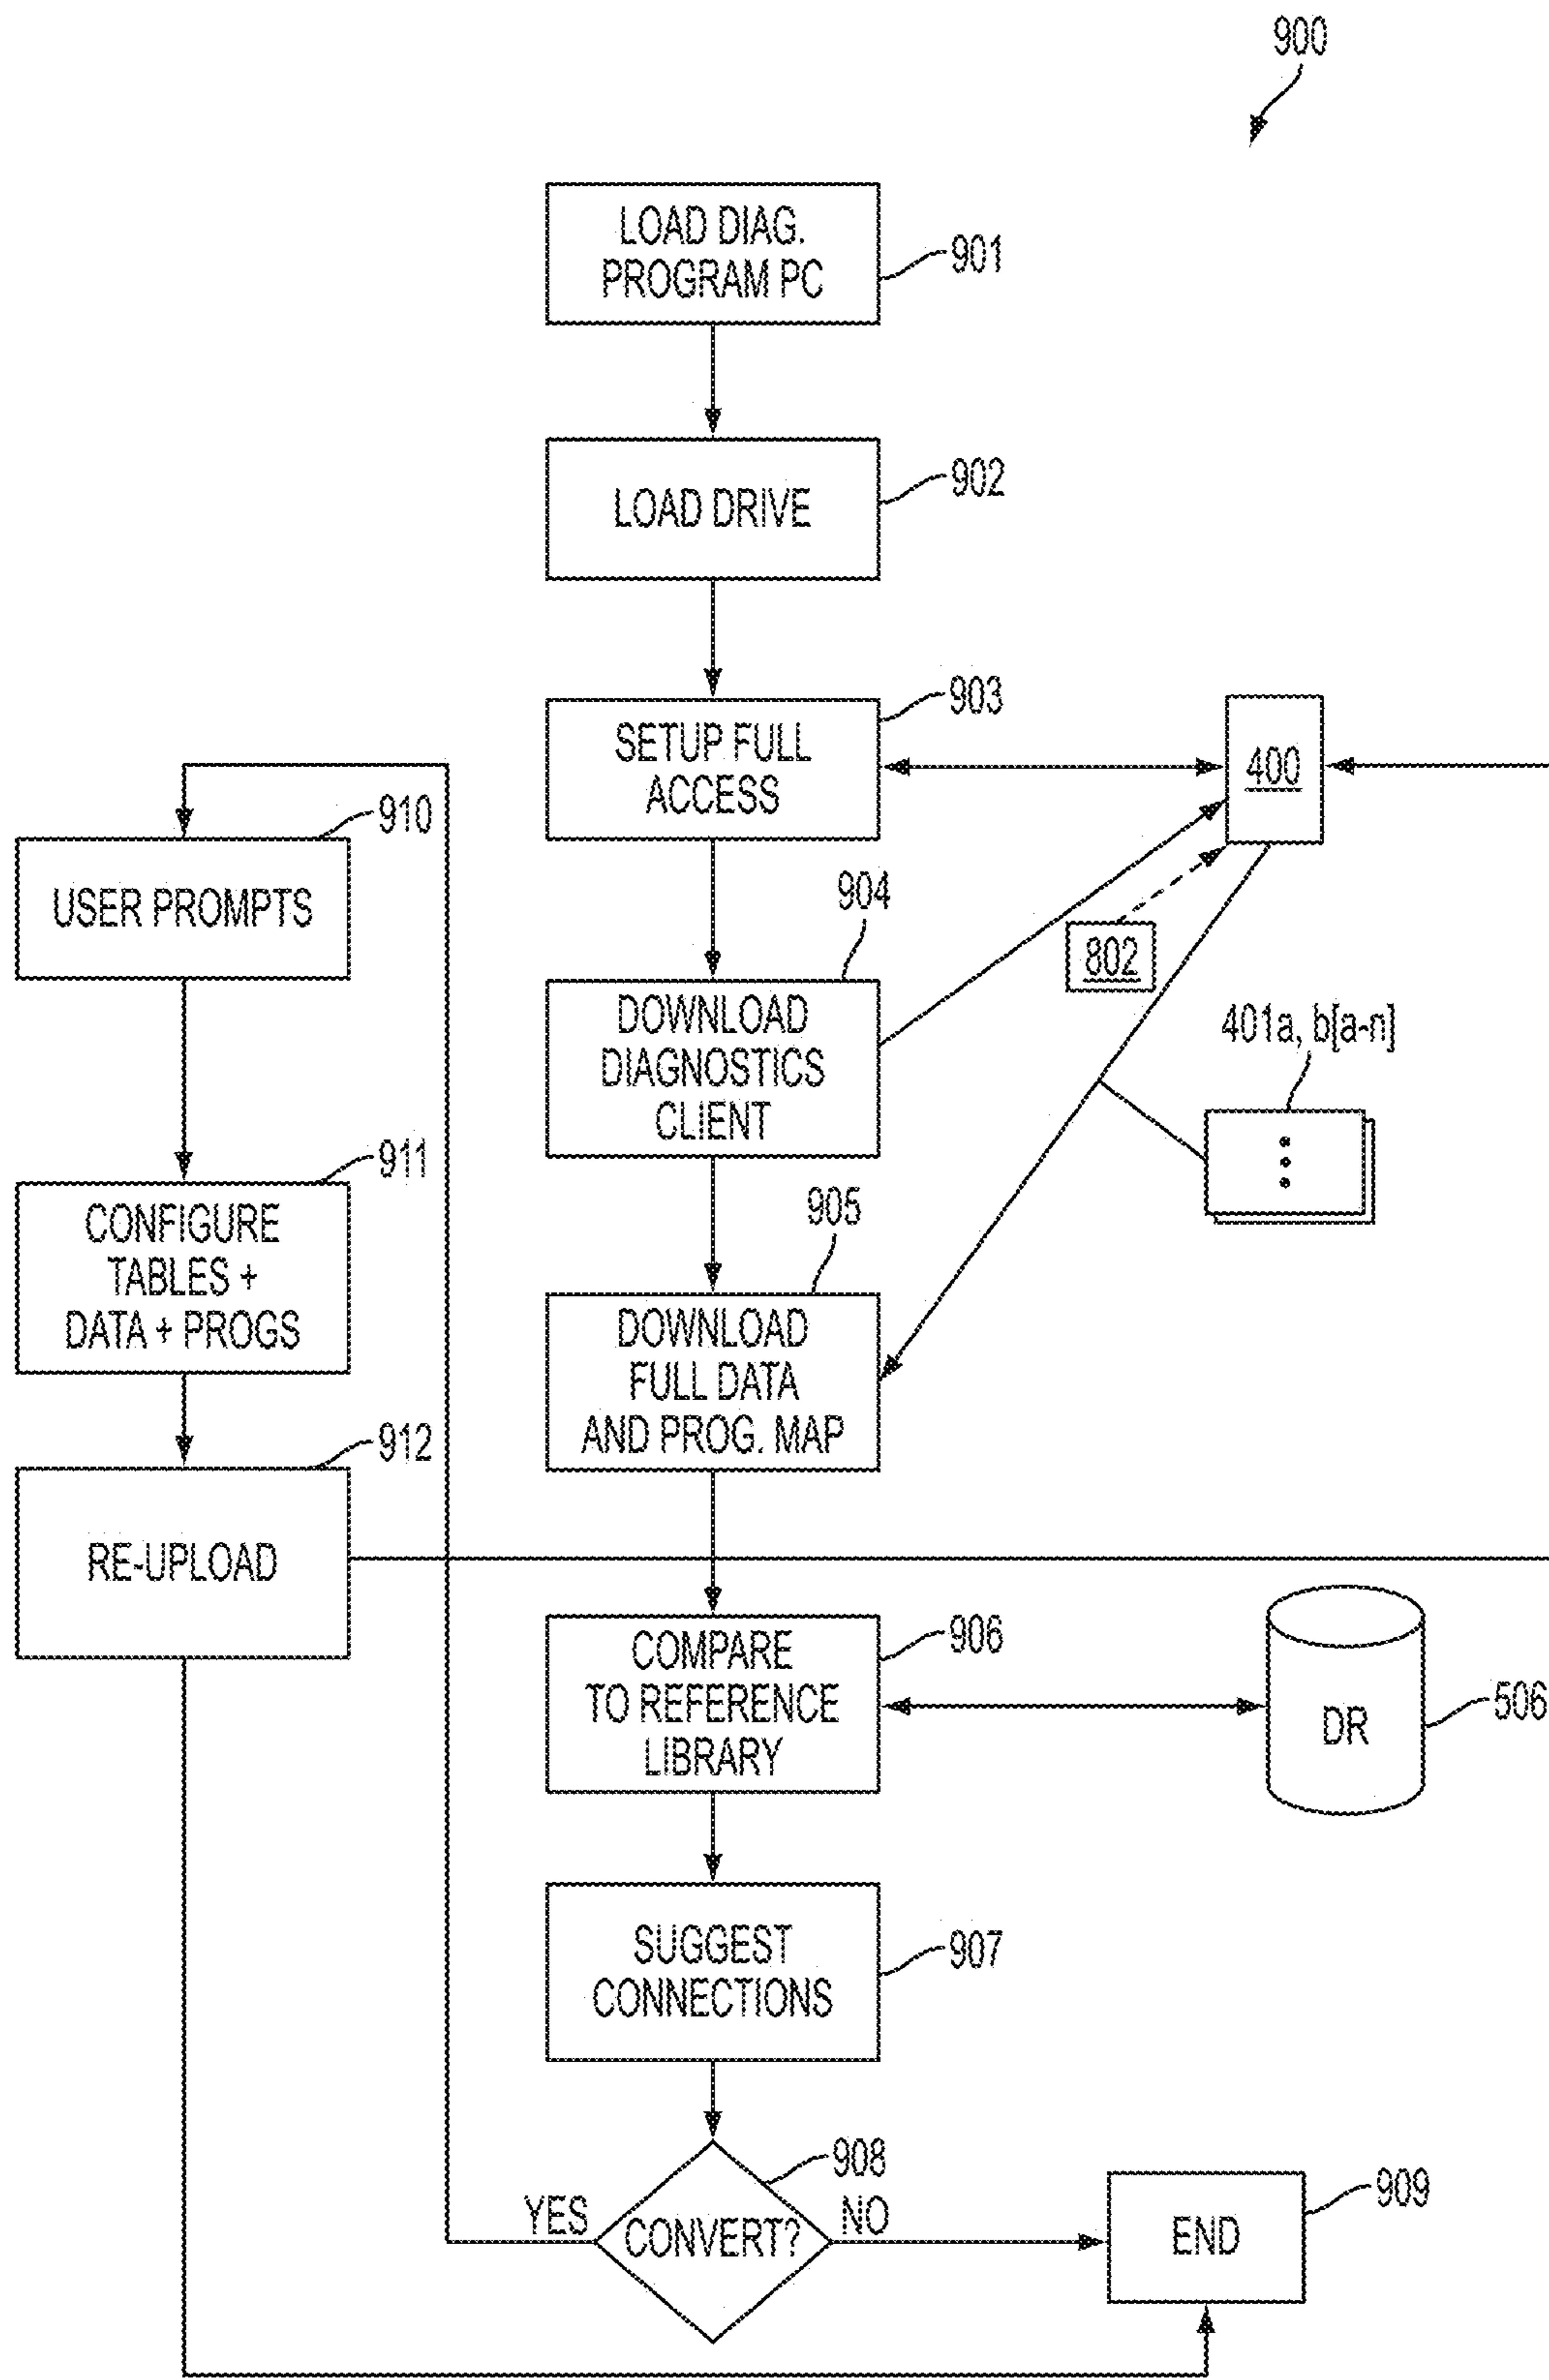 900
LOAD DIAG.
PROGRAM PC
901
LOAD DRIVE
902
903
SETUP FULL
ACCESS
400
910
USER PROMPTS
904
802
DOWNLOAD
DIAGNOSTICS
CLIENT
401a, b[a-n]
911
CONFIGURE
TABLES +
DATA + PROGS
905
DOWNLOAD
FULL DATA
AND PROG. MAP
912
RE-UPLOAD
906
COMPARE
TO REFERENCE
LIBRARY
DR
506
SUGGEST
CONNECTIONS
907
908
YES
CONVERT?
NO
909
END